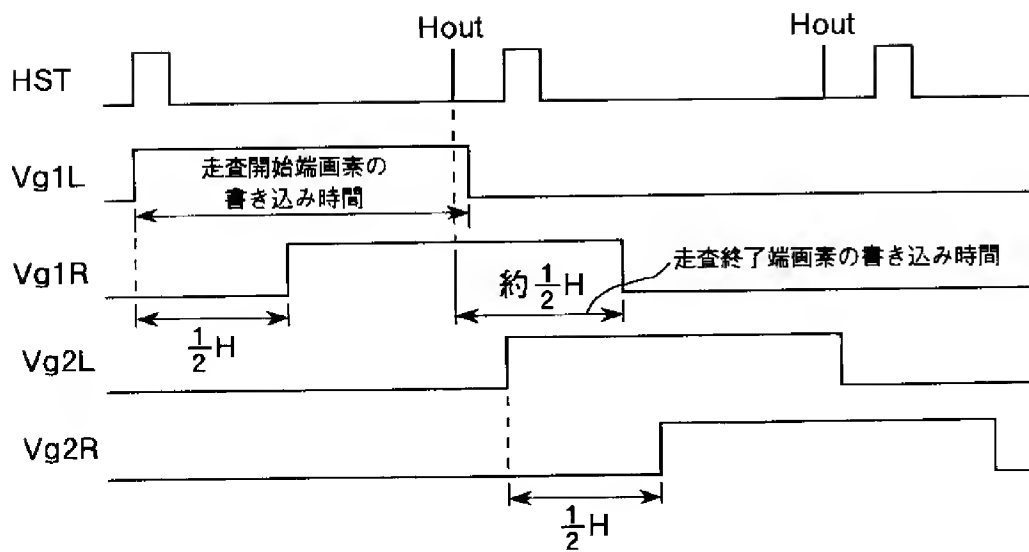 Hout
Hout
HST
Vg1L
走査開始端画素の
書き込み時間
Vg1R
走査終了端画素の書き込み時間
約1/2H
1/2H
Vg2L
Vg2R
1/2H